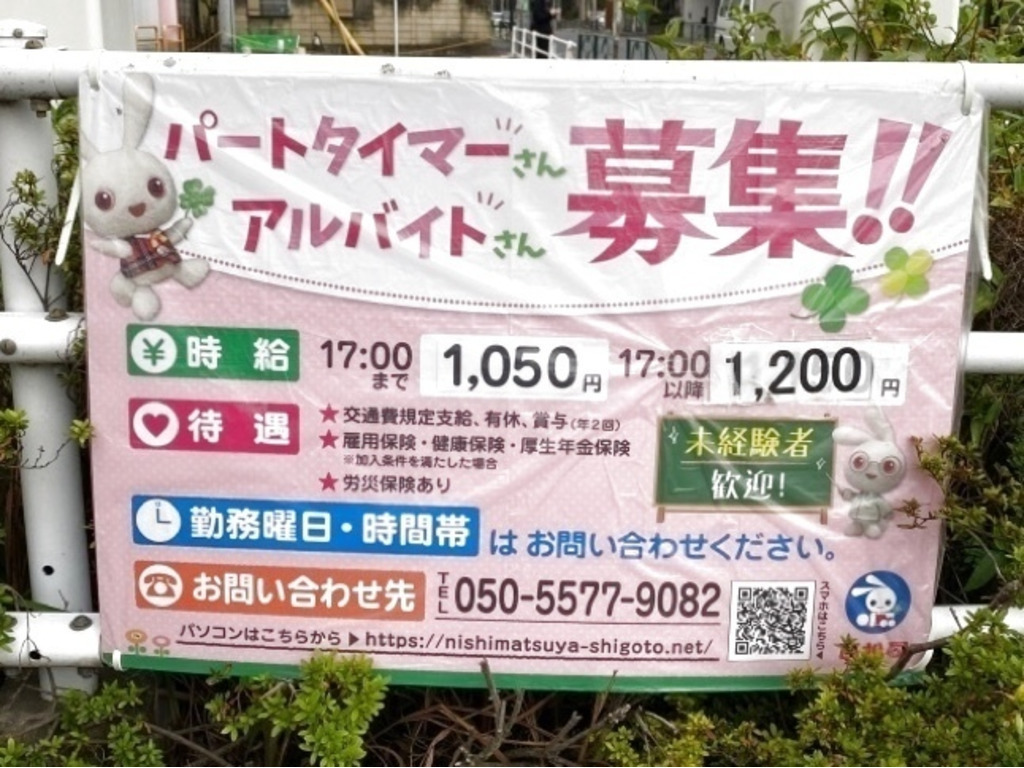 パートタイマーさん
アルバイトさん
募集!!
時給 17:00まで 1,050円 17:00以降 1,200円
待遇 ★交通費規定支給、有休、賞与(年2回)
★雇用保険・健康保険・厚生年金保険
※加入条件を満たした場合
★労災保険あり
未経験者
歓迎!
勤務曜日・時間帯 は お問い合わせください。
お問い合わせ先 TEL 050-5577-9082
パソコンはこちらから▶https://nishimatsuya-shigoto.net/
スマホはこちら▲